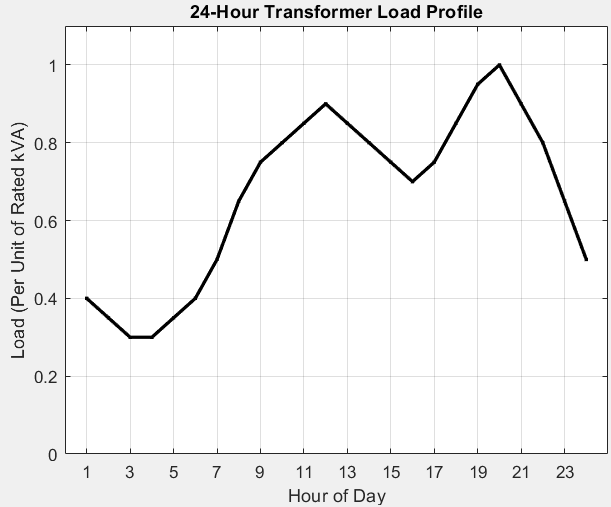 24-Hour Transformer Load Profile
Load (Per Unit of Rated kVA)
1
0.8
0.6
0.4
0.2
0
1 3 5 7 9 11 13 15 17 19 21 23
Hour of Day